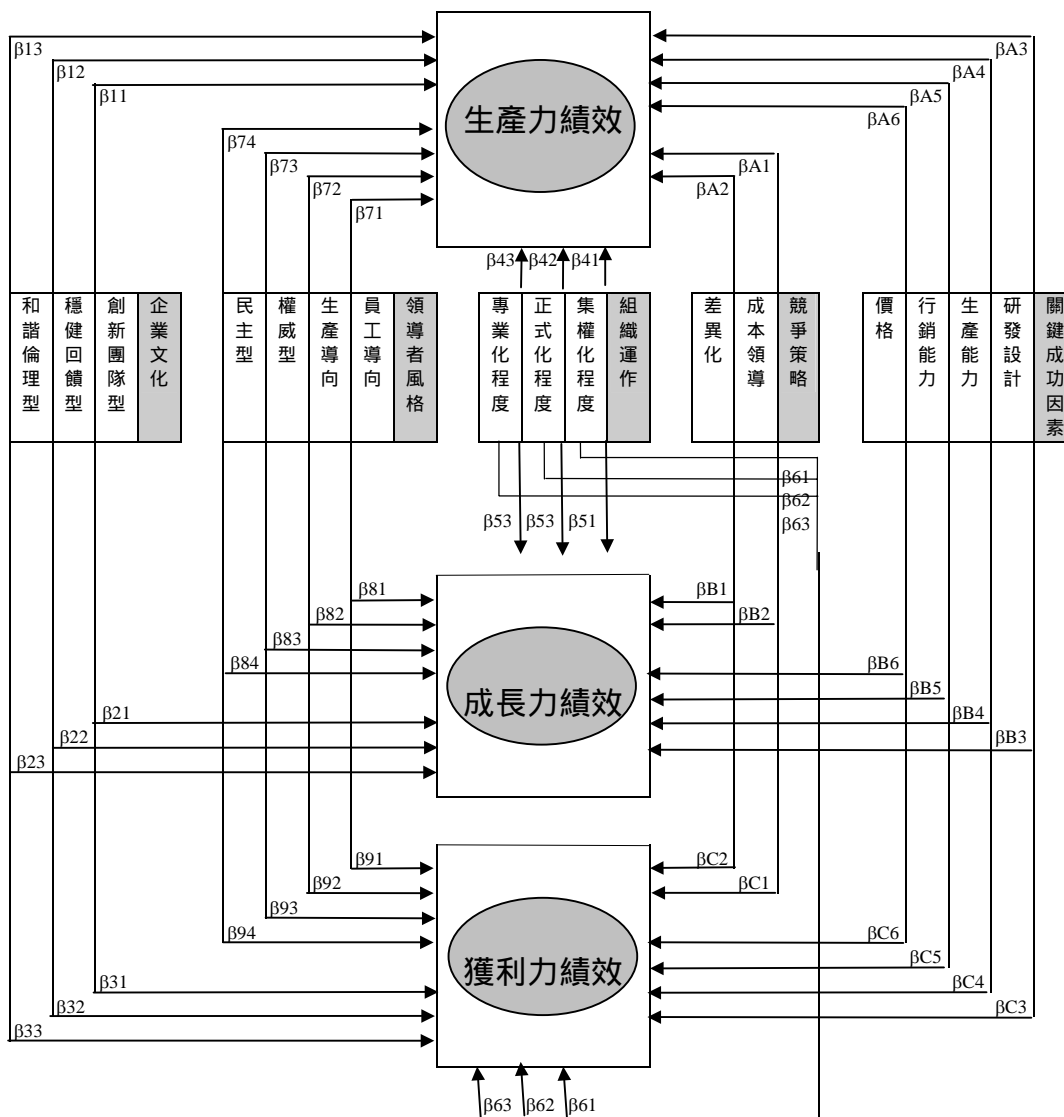 β13
βA3
β12
βA4
β11
βA5
βA6
生產力績效
β74
β73
βA1
β72
βA2
β71
β43
β42
β41
和諧倫理型
穩健回饋型
創新團隊型
企業文化
民主型
權威型
生產導向
員工導向
領導者風格
專業化程度
正式化程度
集權化程度
組織運作
差異化
成本領導
競爭策略
價格
行銷能力
生產能力
研發設計
關鍵成功因素
β61
β62
β63
β53
β53
β51
β81
βB1
β82
βB2
β83
β84
βB6
βB5
成長力績效
β21
βB4
β22
βB3
β23
β91
βC2
β92
βC1
β93
β94
βC6
βC5
獲利力績效
β31
βC4
β32
βC3
β33
β63
β62
β61